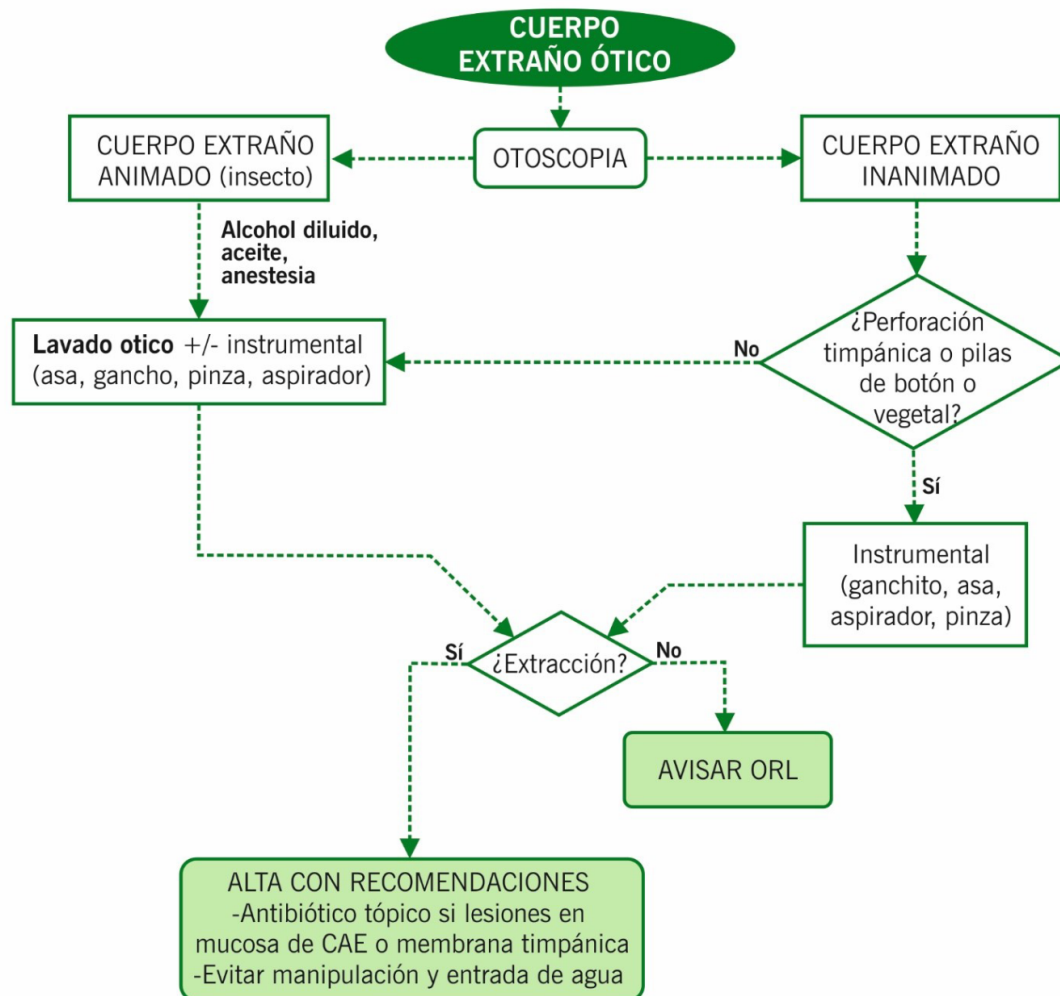 CUERPO
EXTRAÑO ÓTICO
CUERPO EXTRAÑO
ANIMADO (insecto)
OTOSCOPIA
CUERPO EXTRAÑO
INANIMADO
Alcohol diluido,
aceite,
anestesia
Lavado otico +/- instrumental
(asa, gancho, pinza, aspirador)
No
¿Perforación
timpánica o pilas
de botón o
vegetal?
Sí
Instrumental
(ganchito, asa,
aspirador, pinza)
Sí
¿Extracción?
No
AVISAR ORL
ALTA CON RECOMENDACIONES
-Antibiótico tópico si lesiones en
mucosa de CAE o membrana timpánica
-Evitar manipulación y entrada de agua